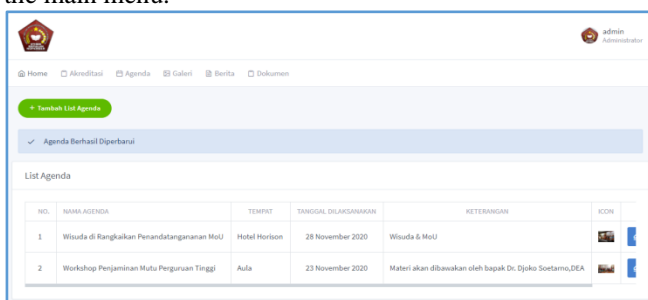 the main menu.
admin
Administrator
Home Akreditasi Agenda Galeri Berita Dokumen
+ Tambah List Agenda
Agenda Berhasil Diperbarui
List Agenda
NO. NAMA AGENDA TEMPAT TANGGAL DILAKSANAKAN KETERANGAN ICON
1 Wisuda di Rangkaikan Penandatangananan MoU Hotel Horison 28 November 2020 Wisuda & MoU
2 Workshop Penjaminan Mutu Perguruan Tinggi Aula 23 November 2020 Materi akan dibawakan oleh bapak Dr. Djoko Soetarno,DEA